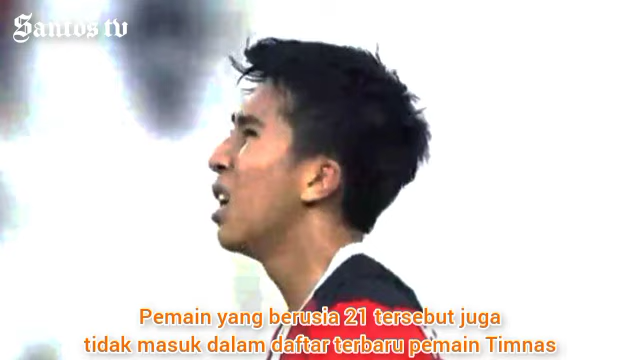 Santos tv
Pemain yang berusia 21 tersebut juga
tidak masuk dalam daftar terbaru pemain Timnas